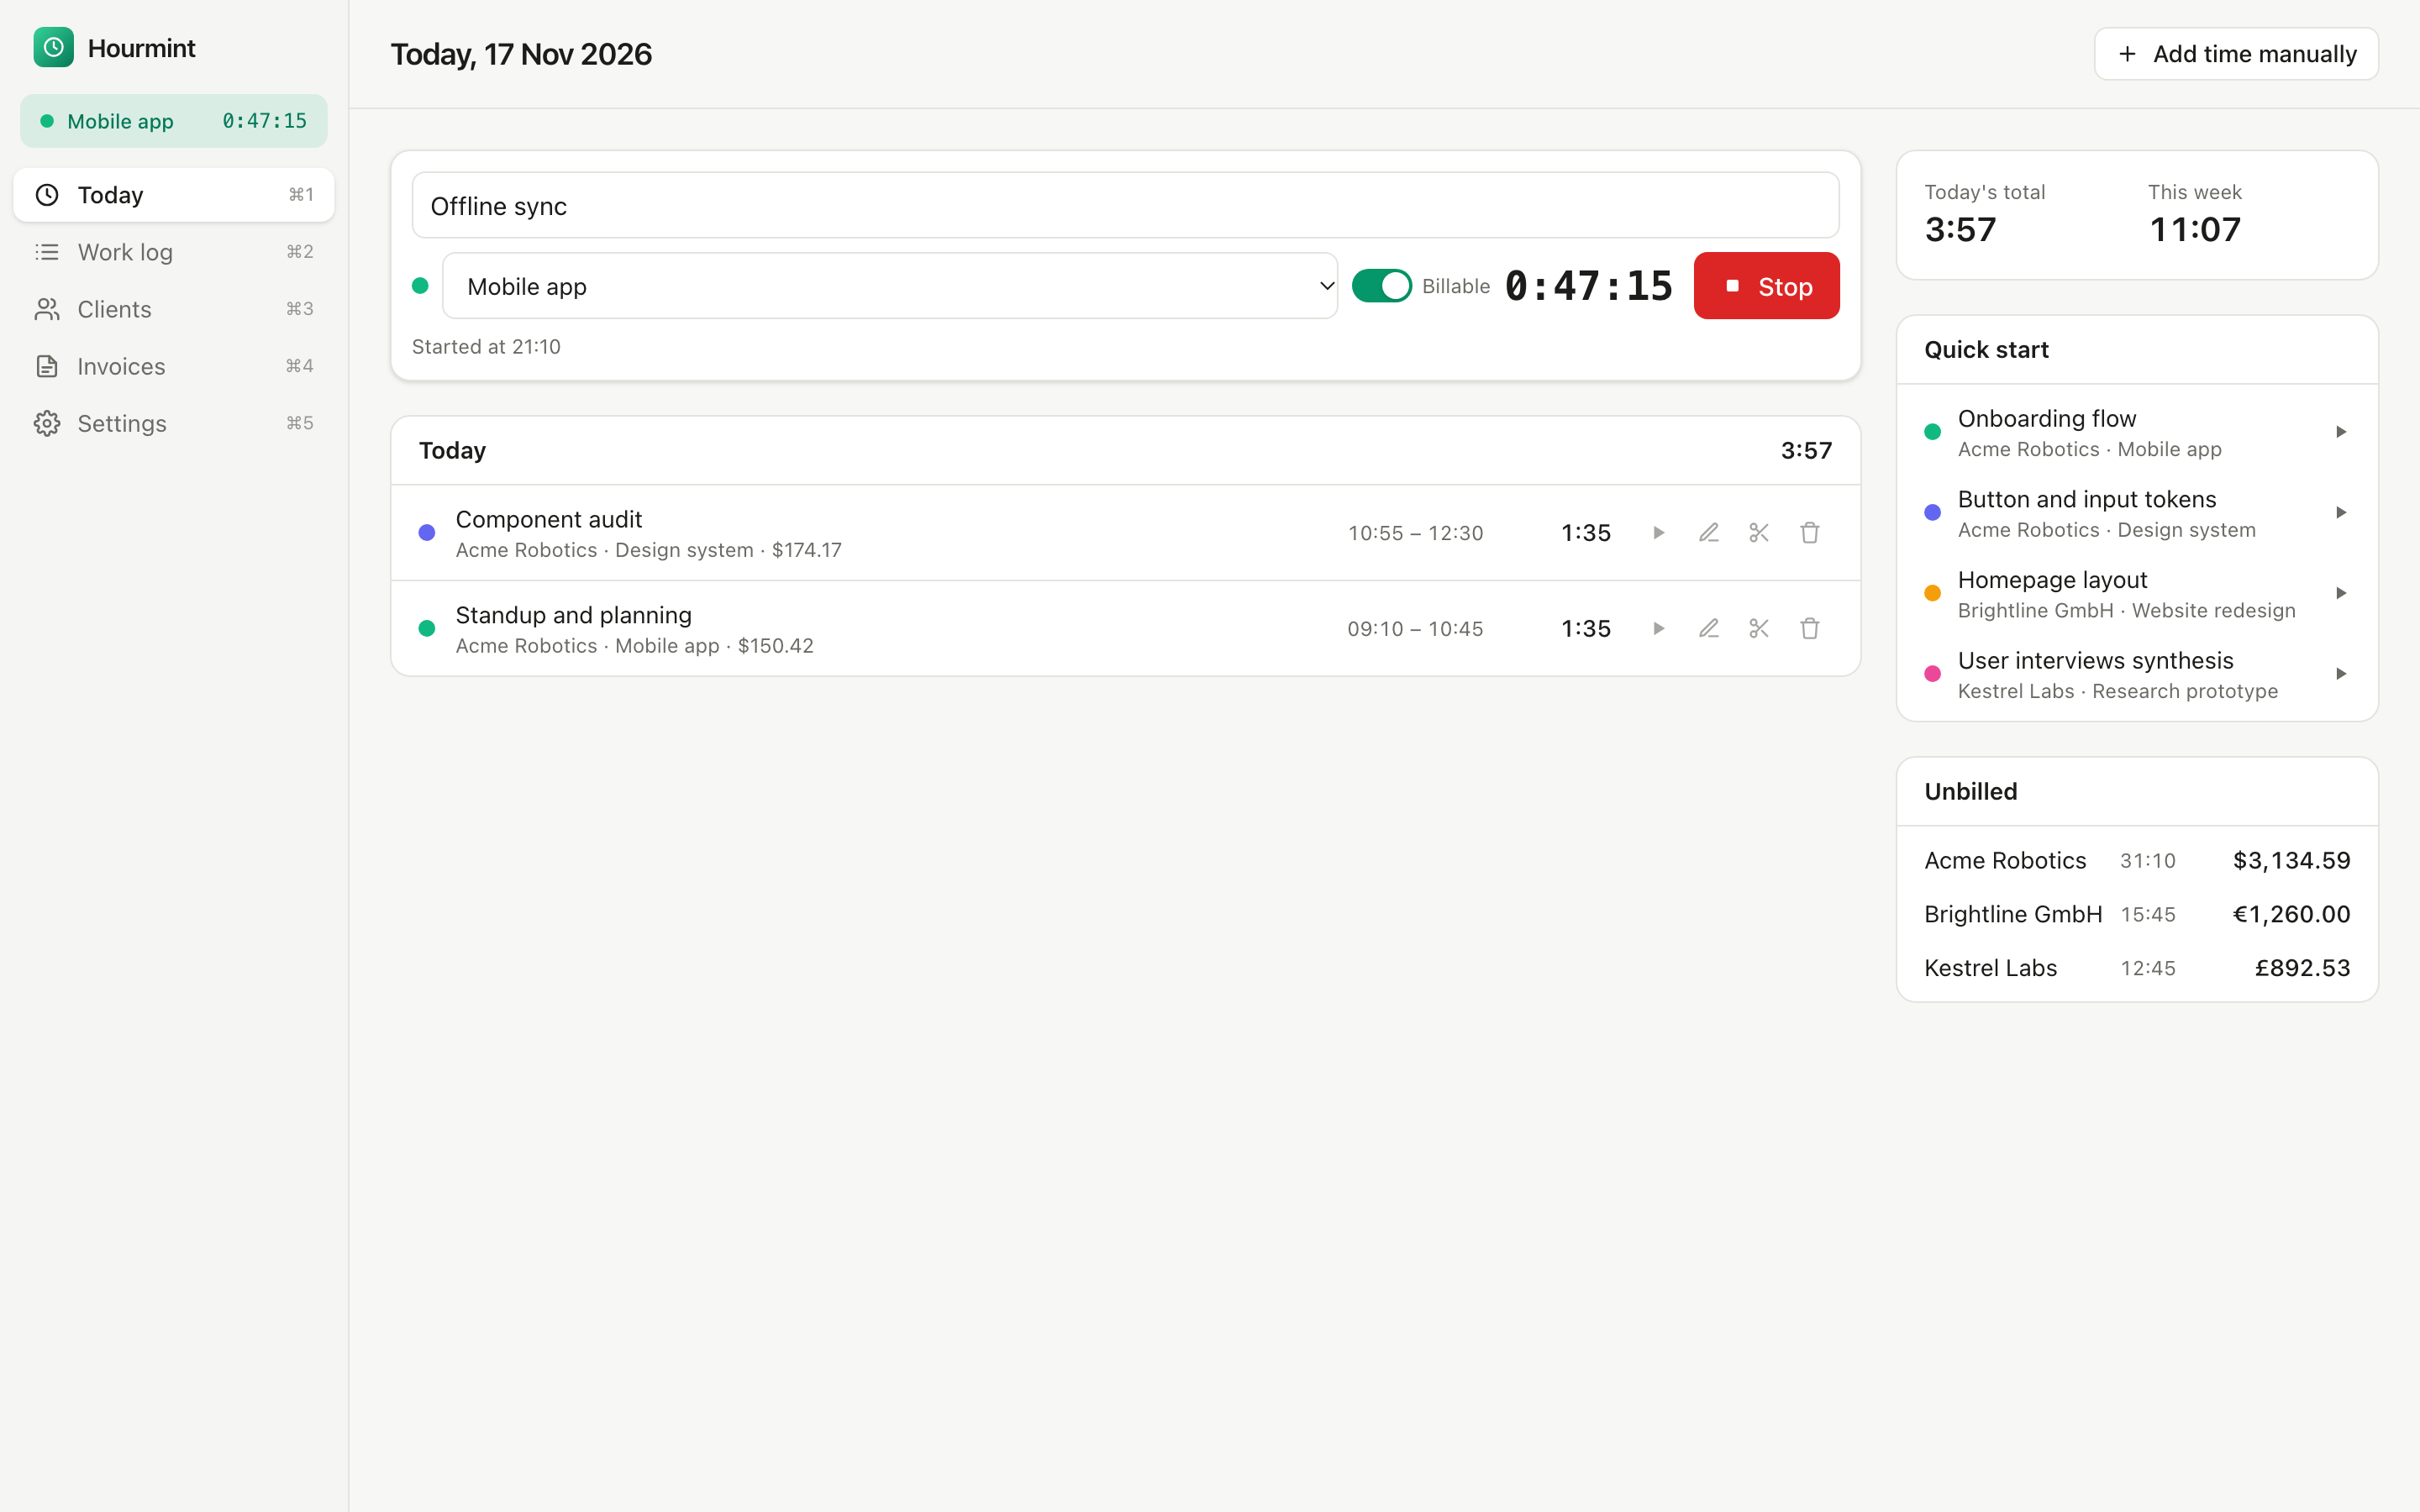 Hourmint
Mobile app 0:47:15
Today ⌘1
Work log ⌘2
Clients ⌘3
Invoices ⌘4
Settings ⌘5
Today, 17 Nov 2026
Add time manually
Offline sync
Mobile app Billable 0:47:15 Stop
Started at 21:10
Today 3:57
Component audit
Acme Robotics · Design system · $174.17
10:55 – 12:30 1:35
Standup and planning
Acme Robotics · Mobile app · $150.42
09:10 – 10:45 1:35
Today's total This week
3:57 11:07
Quick start
Onboarding flow
Acme Robotics · Mobile app
Button and input tokens
Acme Robotics · Design system
Homepage layout
Brightline GmbH · Website redesign
User interviews synthesis
Kestrel Labs · Research prototype
Unbilled
Acme Robotics 31:10 $3,134.59
Brightline GmbH 15:45 €1,260.00
Kestrel Labs 12:45 £892.53